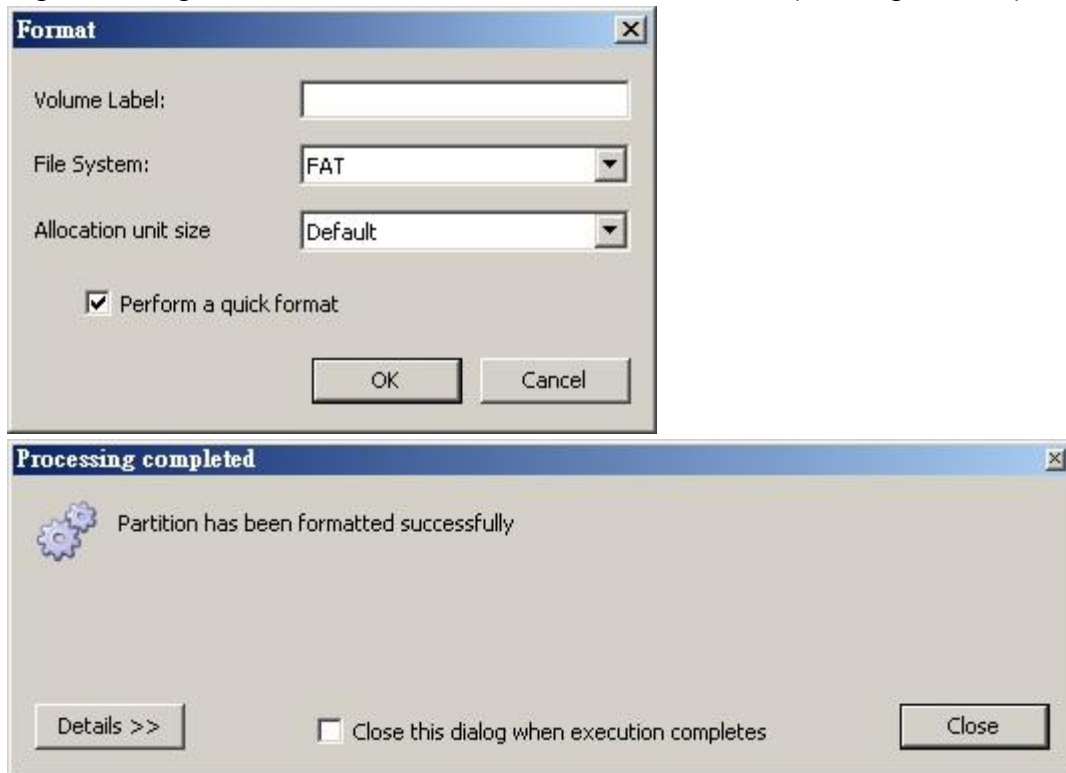 Format
Volume Label:
File System: FAT
Allocation unit size Default
Perform a quick format
OK Cancel
Processing completed
Partition has been formatted successfully
Details >> Close this dialog when execution completes Close